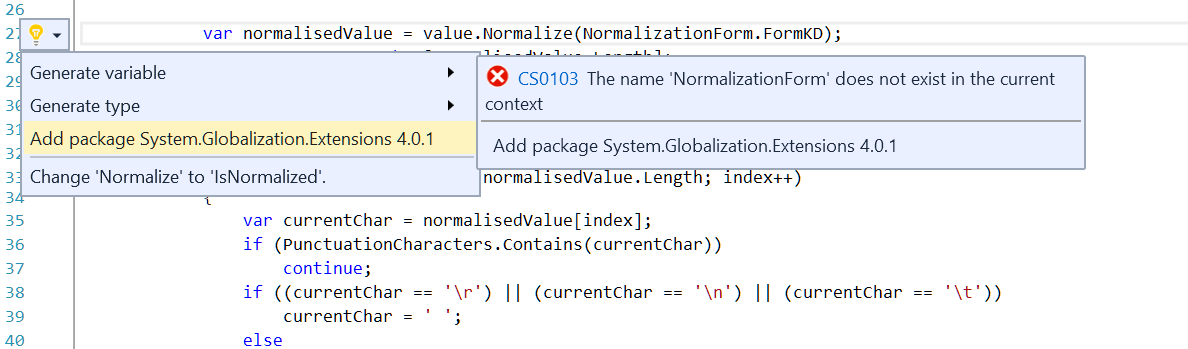 26
27 var normalisedValue = value.Normalize(NormalizationForm.FormKD);
28
29
Generate variable
Generate type
Add package System.Globalization.Extensions 4.0.1
Change 'Normalize' to 'IsNormalized'.
CS0103 The name 'NormalizationForm' does not exist in the current
context
Add package System.Globalization.Extensions 4.0.1
30
31
32
33 normalisedValue.Length; index++)
34 {
35 var currentChar = normalisedValue[index];
36 if (PunctuationCharacters.Contains(currentChar))
37 continue;
38 if ((currentChar == '\r') || (currentChar == '\n') || (currentChar == '\t'))
39 currentChar = ' ';
40 else